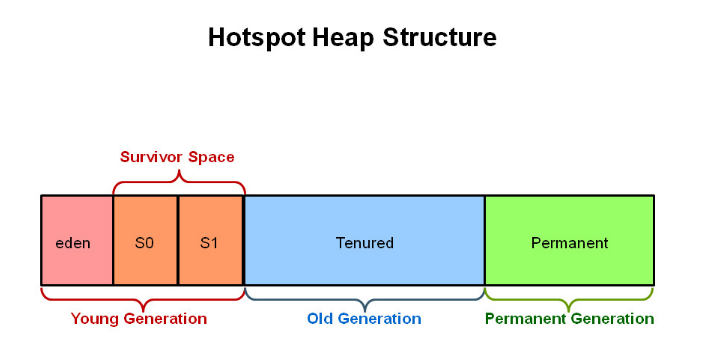 Hotspot Heap Structure
Survivor Space
eden S0 S1 Tenured Permanent
Young Generation Old Generation Permanent Generation